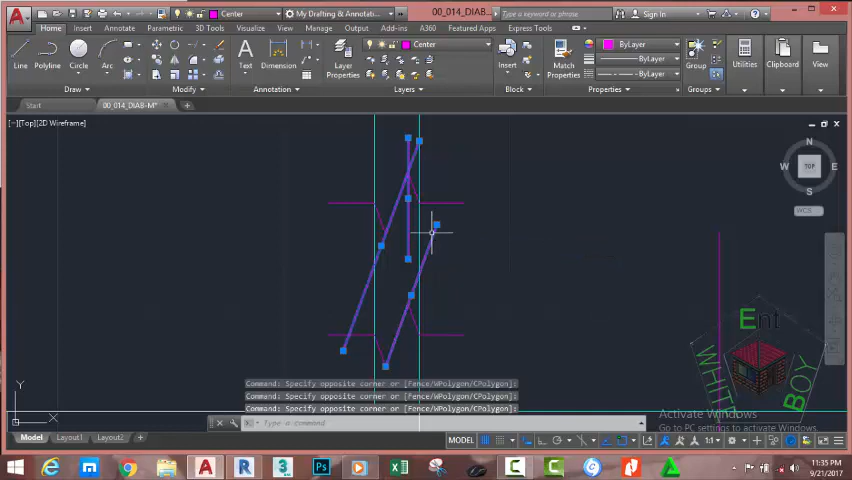 Center
My Drafting & Annotati...
00_014_DIAB-M...
Type a keyword or phrase
Sign In
Home Insert Annotate Parametric 3D Tools Visualize View Manage Output Add-ins A360 Express Tools Featured Apps
Line Polyline Circle Arc
Text Dimension
Layer Properties
Center
Insert
Match Properties
ByLayer
ByLayer
ByLayer
Group
Utilities
Clipboard
View
Draw
Modify
Annotation
Layers
Block
Properties
Groups
Start
00_014_DIAB-M*
[−][Top][2D Wireframe]
N
W TOP E
S
WCS
Ent
WHITE BOY
Command: Specify opposite corner or [Fence/WPolygon/CPolygon]:
Command: Specify opposite corner or [Fence/WPolygon/CPolygon]:
Command: Specify opposite corner or [Fence/WPolygon/CPolygon]:
Type a command
Activate Windows
Go to PC settings to activate Windows.
Y
X
Model Layout1 Layout2
MODEL
1:1
11:35 PM
9/21/2017